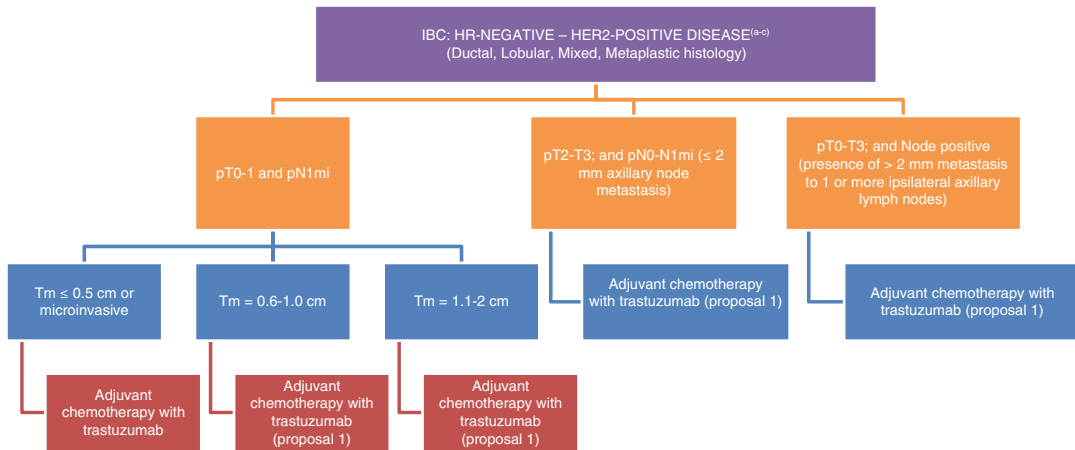 IBC: HR-NEGATIVE – HER2-POSITIVE DISEASE(a-c)
(Ductal, Lobular, Mixed, Metaplastic histology)
pT0-1 and pN1mi
pT2-T3; and pN0-N1mi (≤ 2
mm axillary node
metastasis)
pT0-T3; and Node positive
(presence of > 2 mm metastasis
to 1 or more ipsilateral axillary
lymph nodes)
Tm ≤ 0.5 cm or
microinvasive
Tm = 0.6-1.0 cm
Tm = 1.1-2 cm
Adjuvant chemotherapy
with trastuzumab (proposal 1)
Adjuvant chemotherapy with
trastuzumab (proposal 1)
Adjuvant
chemotherapy with
trastuzumab
Adjuvant
chemotherapy with
trastuzumab
(proposal 1)
Adjuvant
chemotherapy with
trastuzumab
(proposal 1)